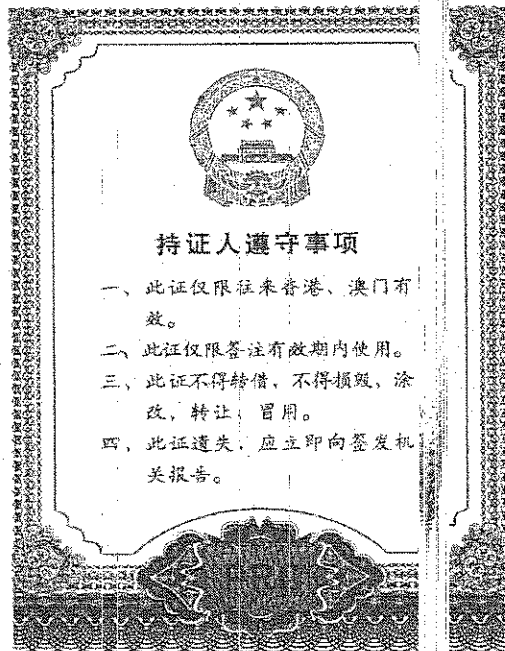 持证人遵守事项
一、此证仅限往来香港、澳门有
效。
二、此证仅限签注有效期内使用。
三、此证不得转借，不得损毁，涂
改，转让，冒用。
四、此证遗失，应立即向签发机
关报告。